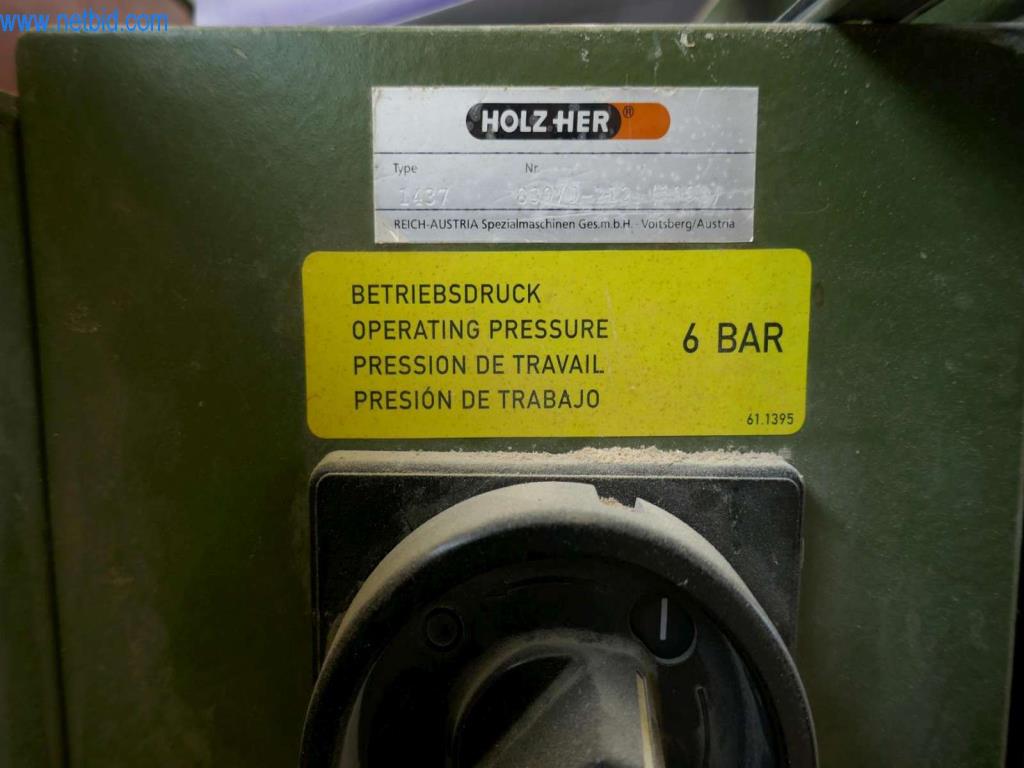 www.netbid.com
HOLZ-HER®
Type Nr
1437
REICH-AUSTRIA Spezialmaschinen Ges.m.b.H. Voitsberg/Austria
BETRIEBSDRUCK
OPERATING PRESSURE
PRESSION DE TRAVAIL
PRESIÓN DE TRABAJO
6 BAR
61.1395
I